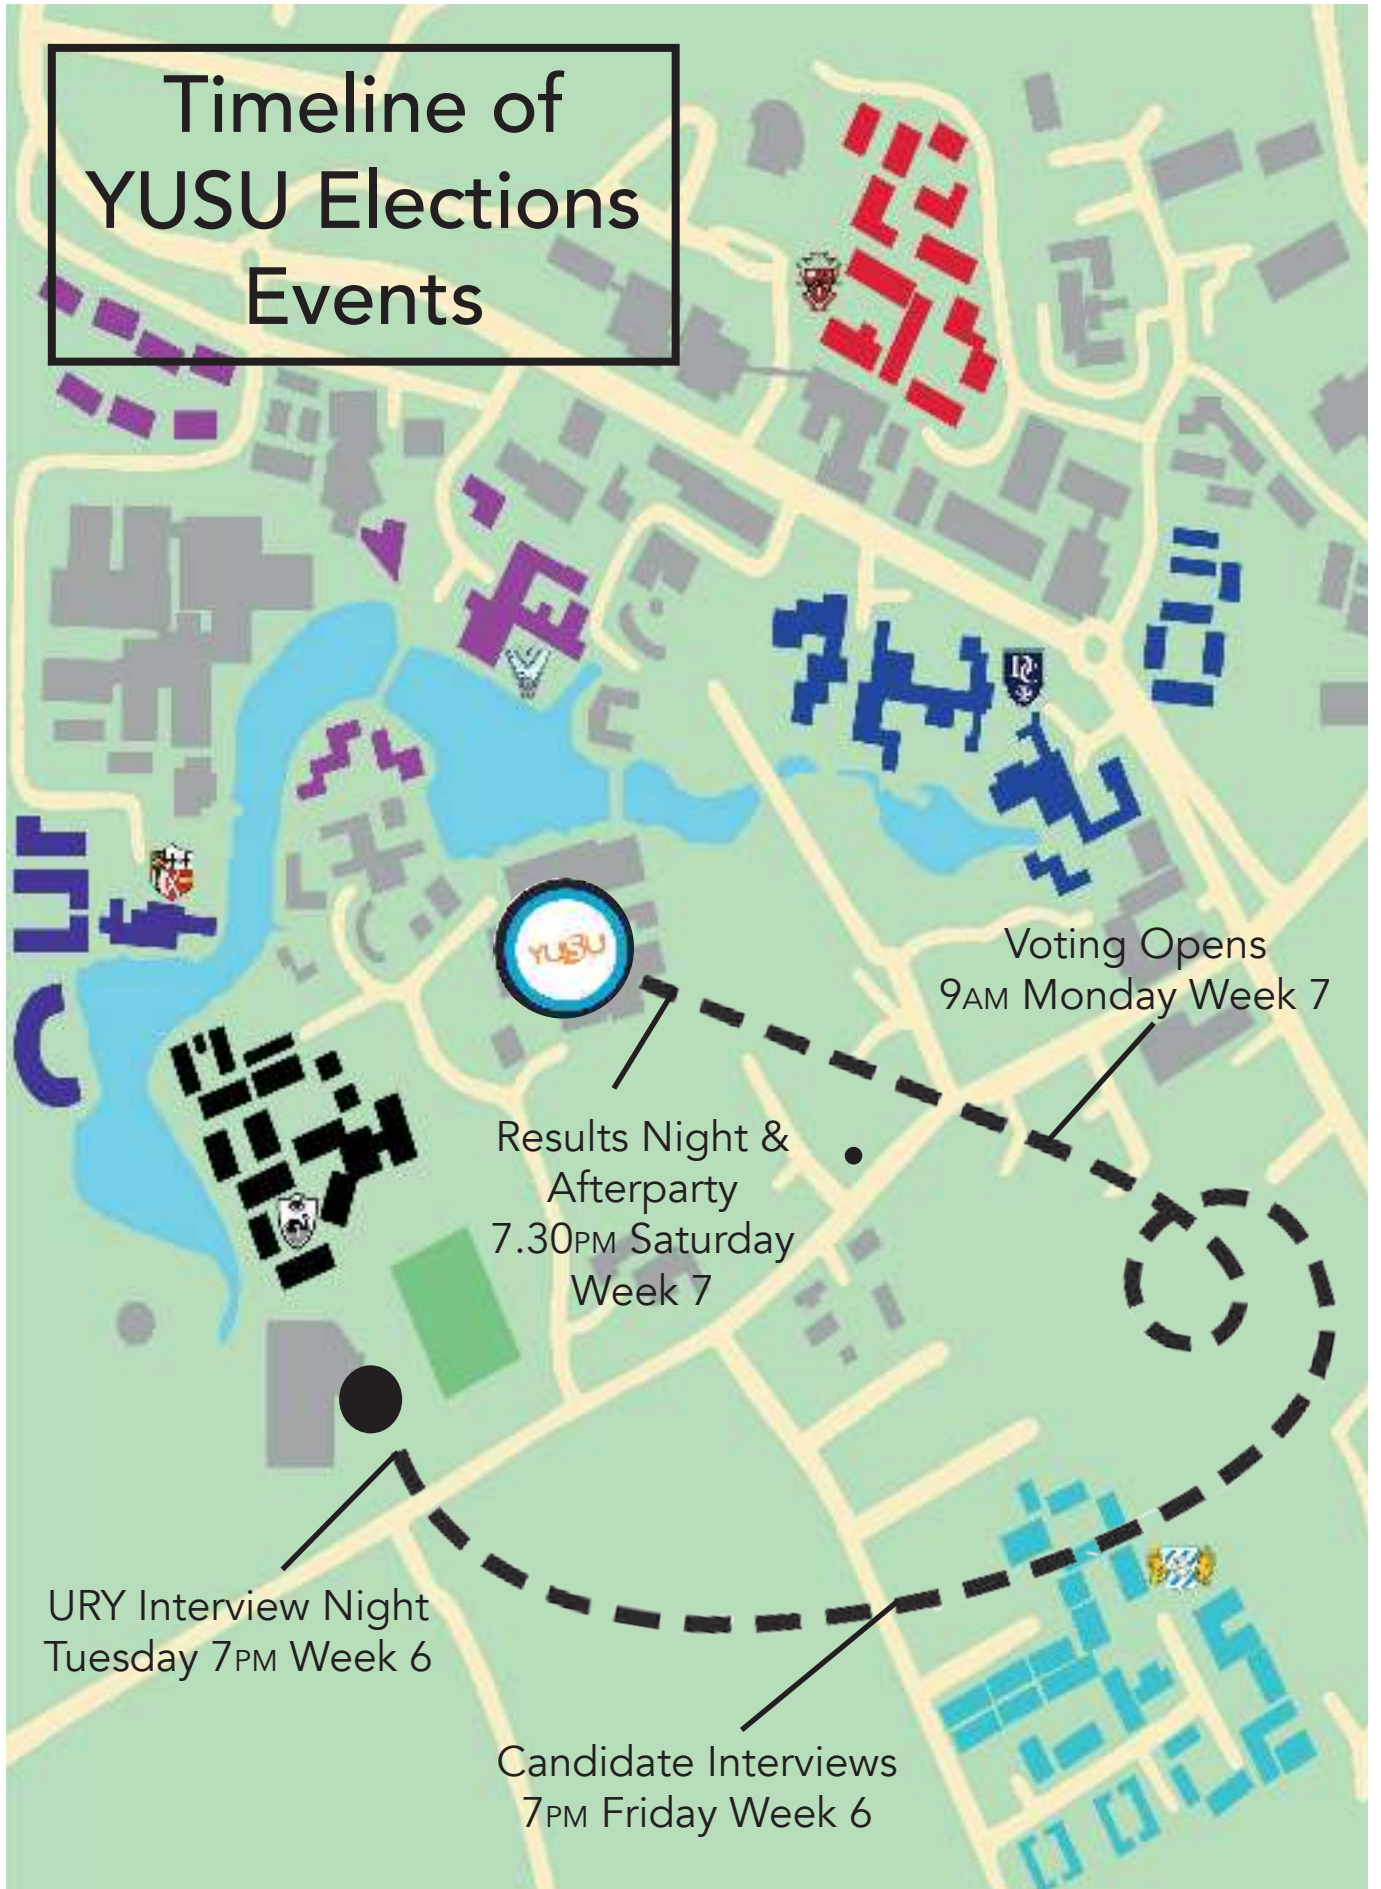 Timeline of
YUSU Elections
Events
YUSU
Voting Opens
9AM Monday Week 7
Results Night &
Afterparty
7.30PM Saturday
Week 7
URY Interview Night
Tuesday 7PM Week 6
Candidate Interviews
7PM Friday Week 6